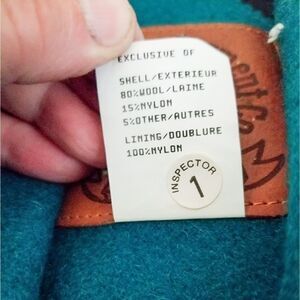 EXCLUSIVE OF
SHELL/EXTERIEUR
80%WOOL/LAINE
15%NYLON
5%OTHER/AUTRES
LINING/DOUBLURE
100%NYLON
INSPECTOR
1